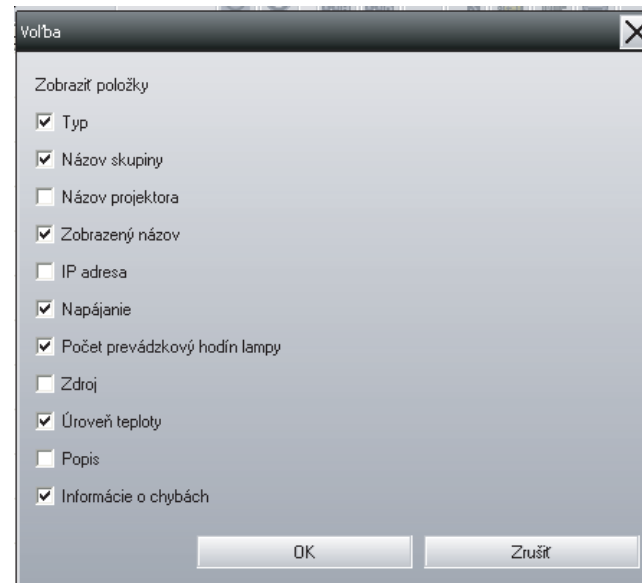 Voľba
Zobraziť položky
Typ
Názov skupiny
Názov projektora
Zobrazený názov
IP adresa
Napájanie
Počet prevádzkový hodín lampy
Zdroj
Úroveň teploty
Popis
Informácie o chybách
OK
Zrušiť